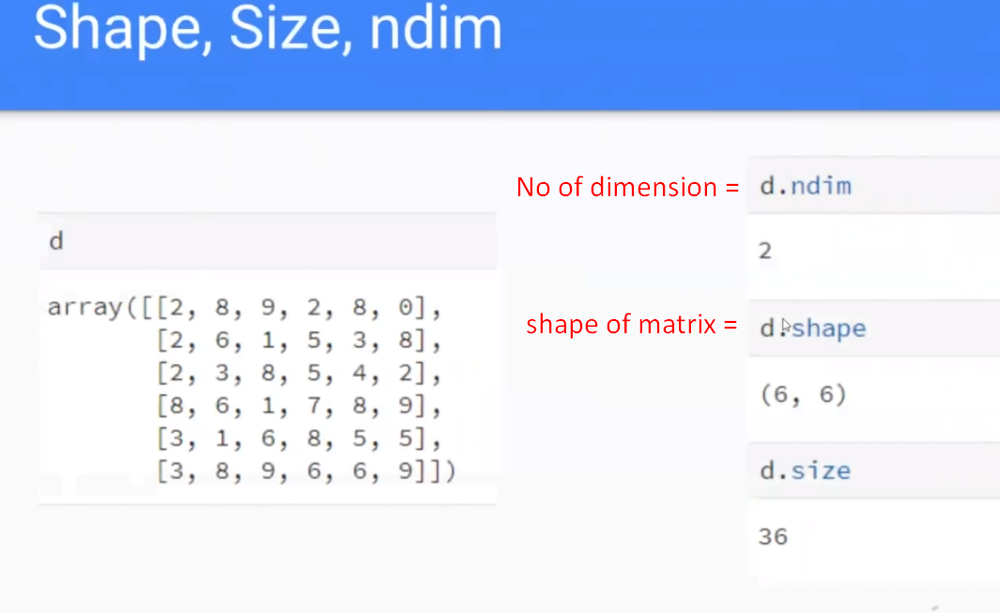 Shape, Size, ndim
d
array([[2, 8, 9, 2, 8, 0],
[2, 6, 1, 5, 3, 8],
[2, 3, 8, 5, 4, 2],
[8, 6, 1, 7, 8, 9],
[3, 1, 6, 8, 5, 5],
[3, 8, 9, 6, 6, 9]])
No of dimension = d.ndim
2
shape of matrix = d.shape
(6, 6)
d.size
36